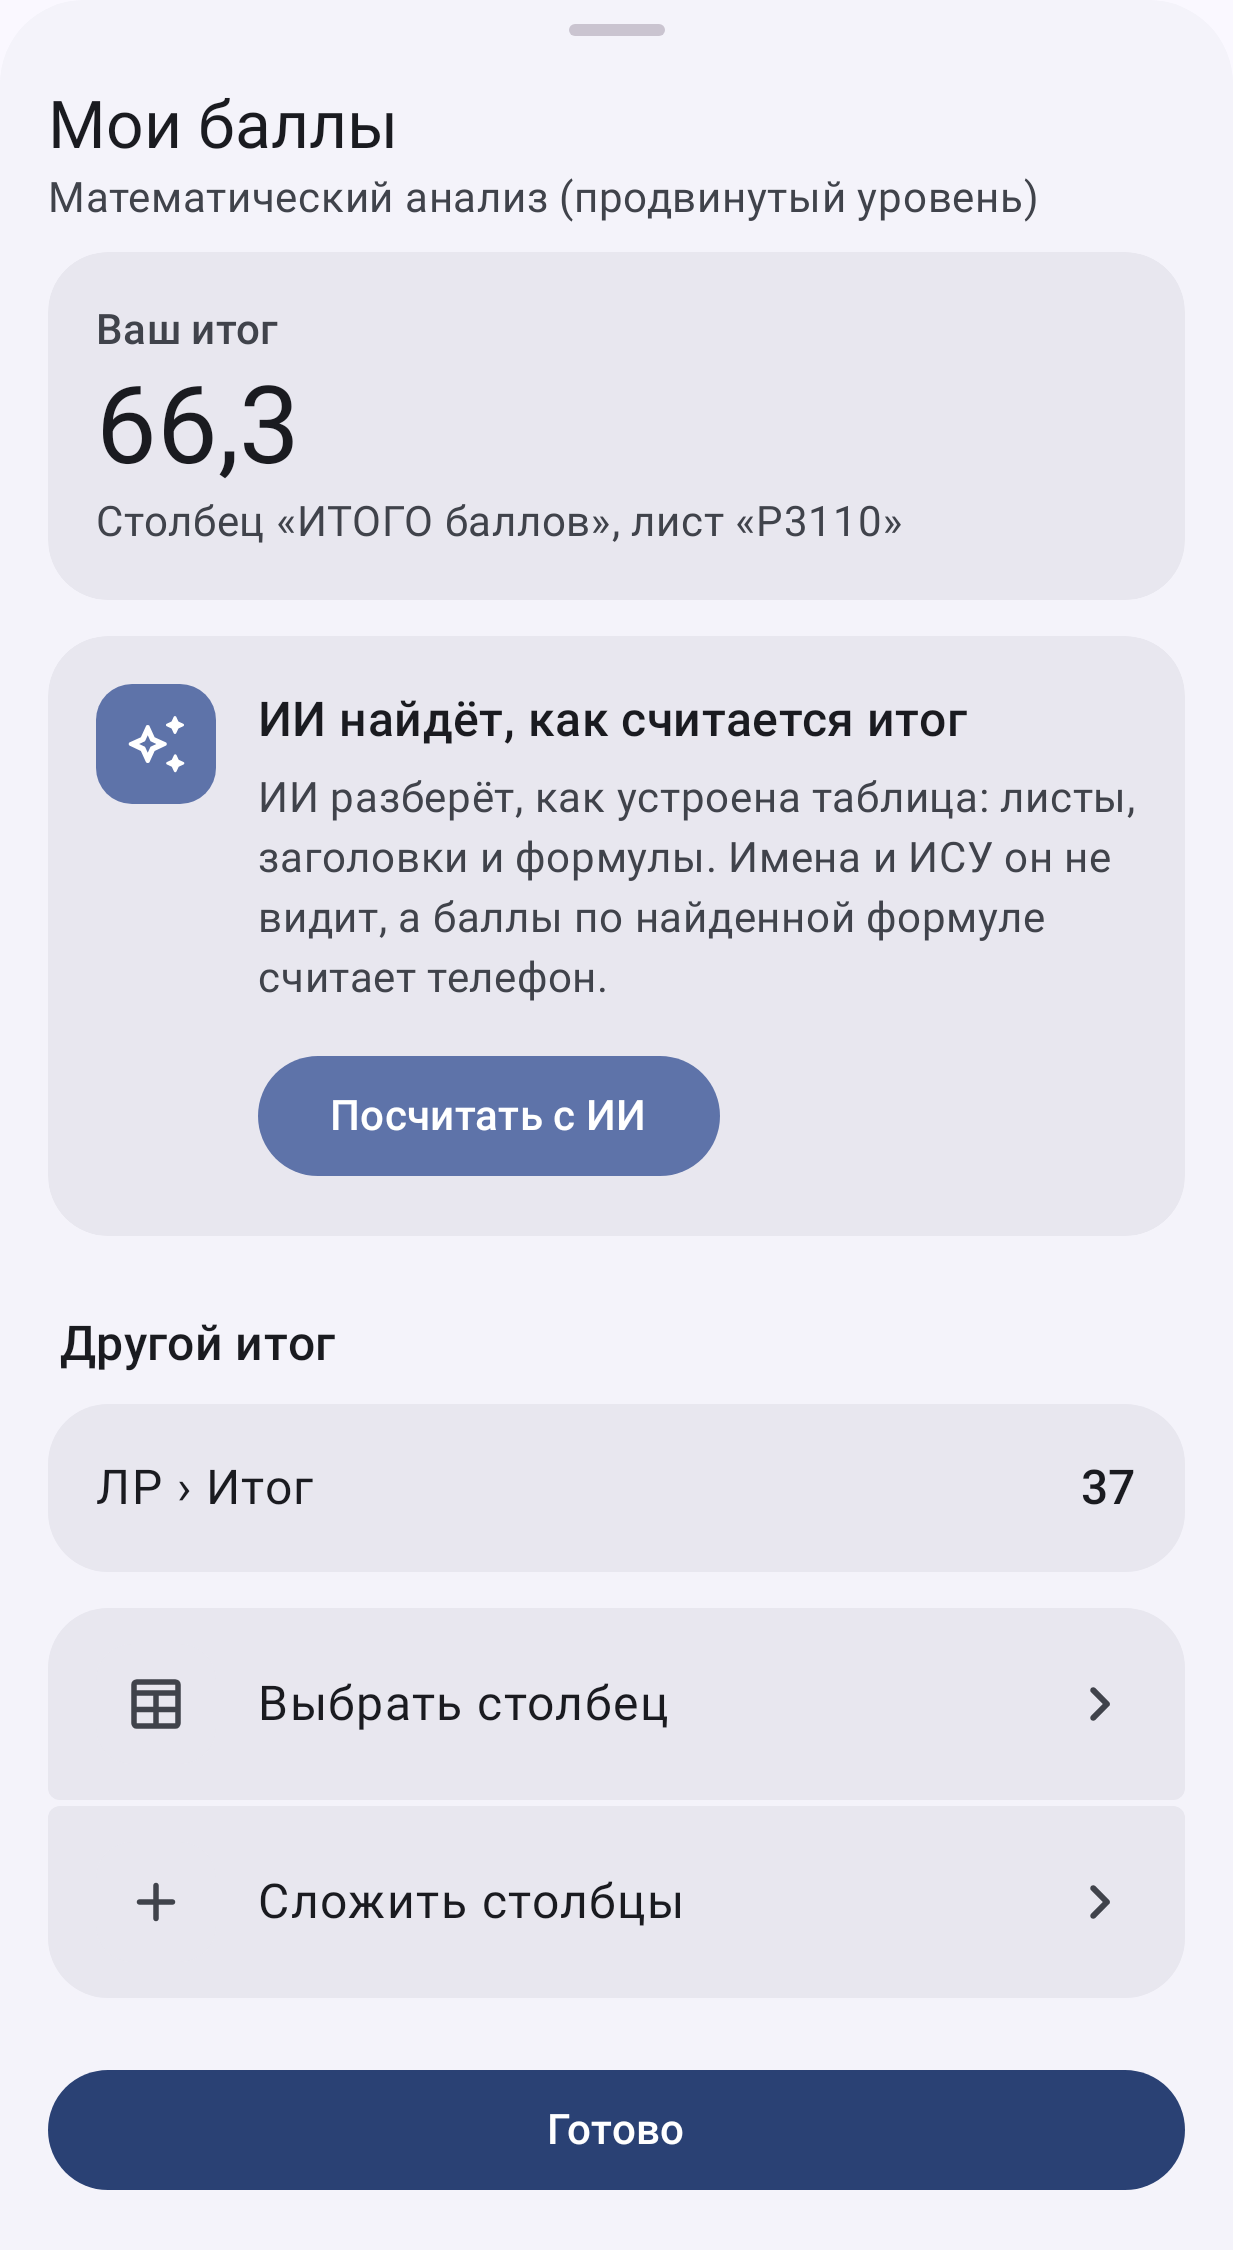 Мои баллы
Математический анализ (продвинутый уровень)
Ваш итог
66,3
Столбец «ИТОГО баллов», лист «P3110»
ИИ найдёт, как считается итог
ИИ разберёт, как устроена таблица: листы,
заголовки и формулы. Имена и ИСУ он не
видит, а баллы по найденной формуле
считает телефон.
Посчитать с ИИ
Другой итог
ЛР › Итог 37
Выбрать столбец
Сложить столбцы
Готово